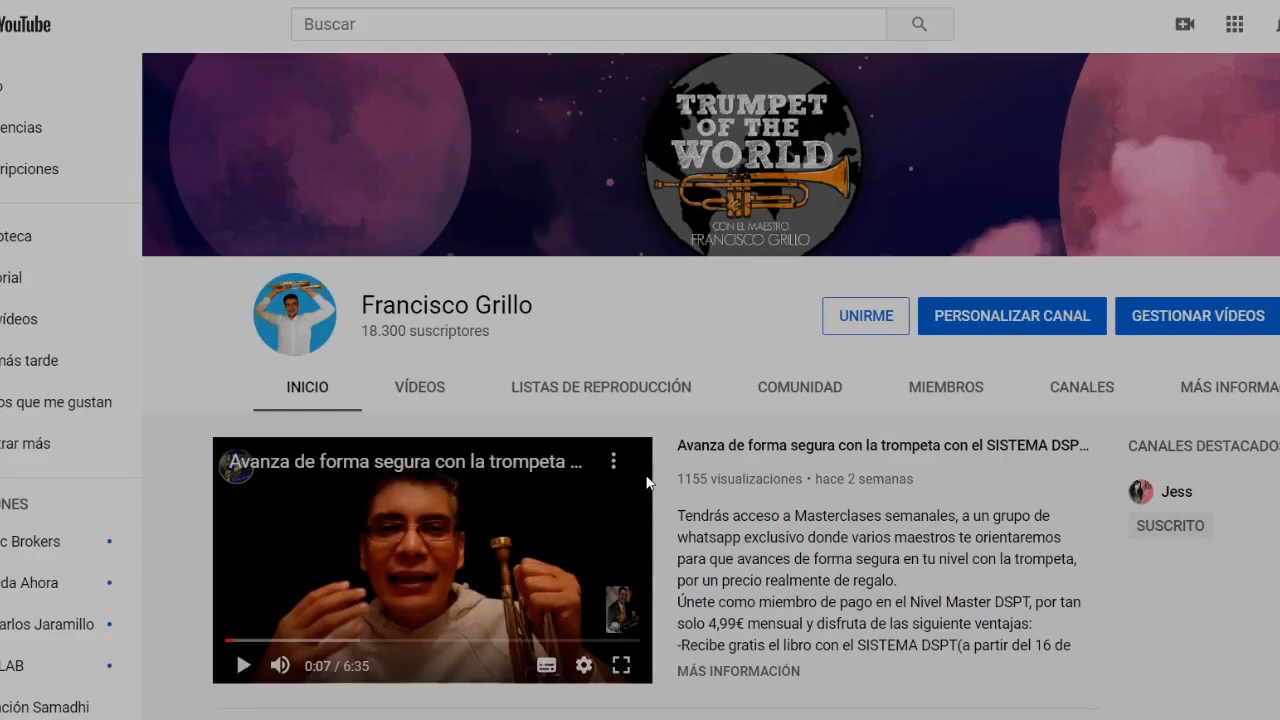 YouTube
Buscar
encias
ripciones
oteca
rial
vídeos
más tarde
os que me gustan
rar más
NES
c Brokers
da Ahora
arlos Jaramillo
LAB
ción Samadhi
TRUMPET
OF THE
WORLD
CON EL MAESTRO
FRANCISCO GRILLO
Francisco Grillo
18.300 suscriptores
UNIRME
PERSONALIZAR CANAL
GESTIONAR VÍDEOS
INICIO
VÍDEOS
LISTAS DE REPRODUCCIÓN
COMUNIDAD
MIEMBROS
CANALES
MÁS INFORMA
Avanza de forma segura con la trompeta ...
0:07 / 6:35
Avanza de forma segura con la trompeta con el SISTEMA DSP...
1155 visualizaciones • hace 2 semanas
Tendrás acceso a Masterclases semanales, a un grupo de
whatsapp exclusivo donde varios maestros te orientaremos
para que avances de forma segura en tu nivel con la trompeta,
por un precio realmente de regalo.
Únete como miembro de pago en el Nivel Master DSPT, por tan
solo 4,99€ mensual y disfruta de las siguiente ventajas:
-Recibe gratis el libro con el SISTEMA DSPT(a partir del 16 de
MÁS INFORMACIÓN
CANALES DESTACADOS
Jess
SUSCRITO